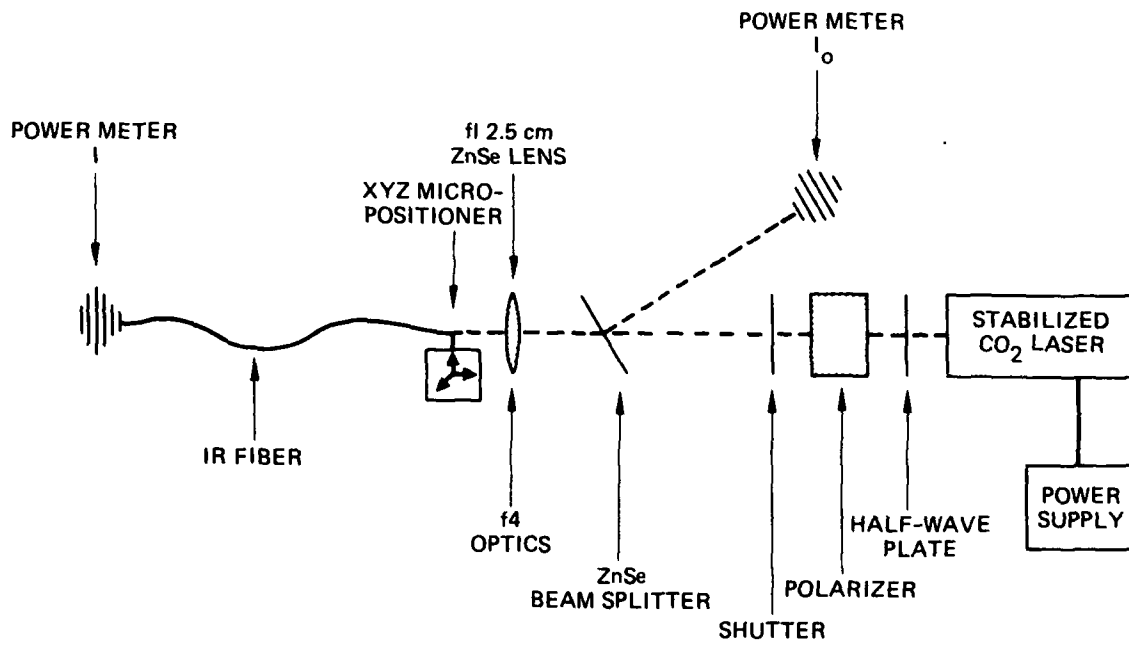 POWER METER
I₀
POWER METER
I
fl 2.5 cm
ZnSe LENS
XYZ MICRO-
POSITIONER
STABILIZED
CO₂ LASER
IR FIBER
f4
OPTICS
ZnSe
BEAM SPLITTER
SHUTTER
POLARIZER
HALF-WAVE
PLATE
POWER
SUPPLY